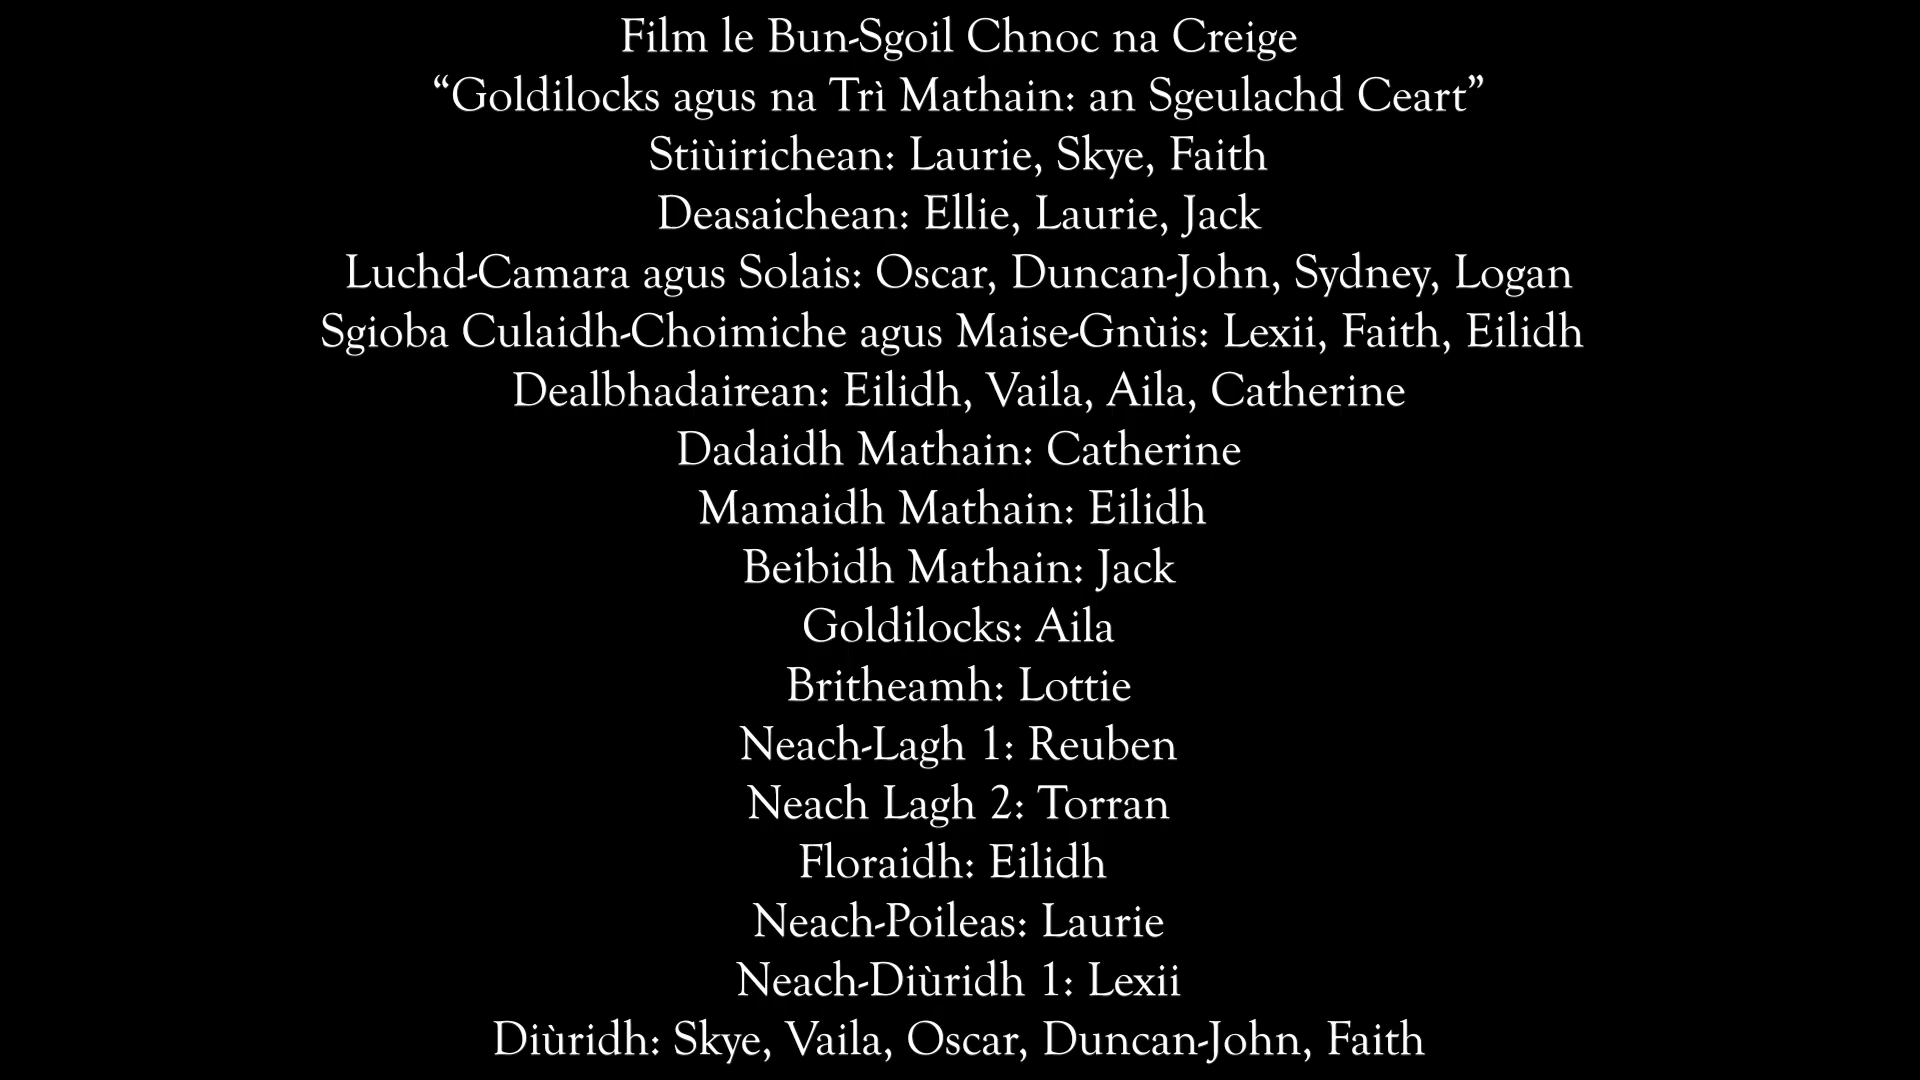 Film le Bun-Sgoil Chnoc na Creige
“Goldilocks agus na Trì Mathain: an Sgeulachd Ceart”
Stiùirichean: Laurie, Skye, Faith
Deasaichean: Ellie, Laurie, Jack
Luchd-Camara agus Solais: Oscar, Duncan-John, Sydney, Logan
Sgioba Culaidh-Choimiche agus Maise-Gnùis: Lexii, Faith, Eilidh
Dealbhadairean: Eilidh, Vaila, Aila, Catherine
Dadaidh Mathain: Catherine
Mamaidh Mathain: Eilidh
Beibidh Mathain: Jack
Goldilocks: Aila
Britheamh: Lottie
Neach-Lagh 1: Reuben
Neach Lagh 2: Torran
Floraidh: Eilidh
Neach-Poileas: Laurie
Neach-Diùridh 1: Lexii
Diùridh: Skye, Vaila, Oscar, Duncan-John, Faith